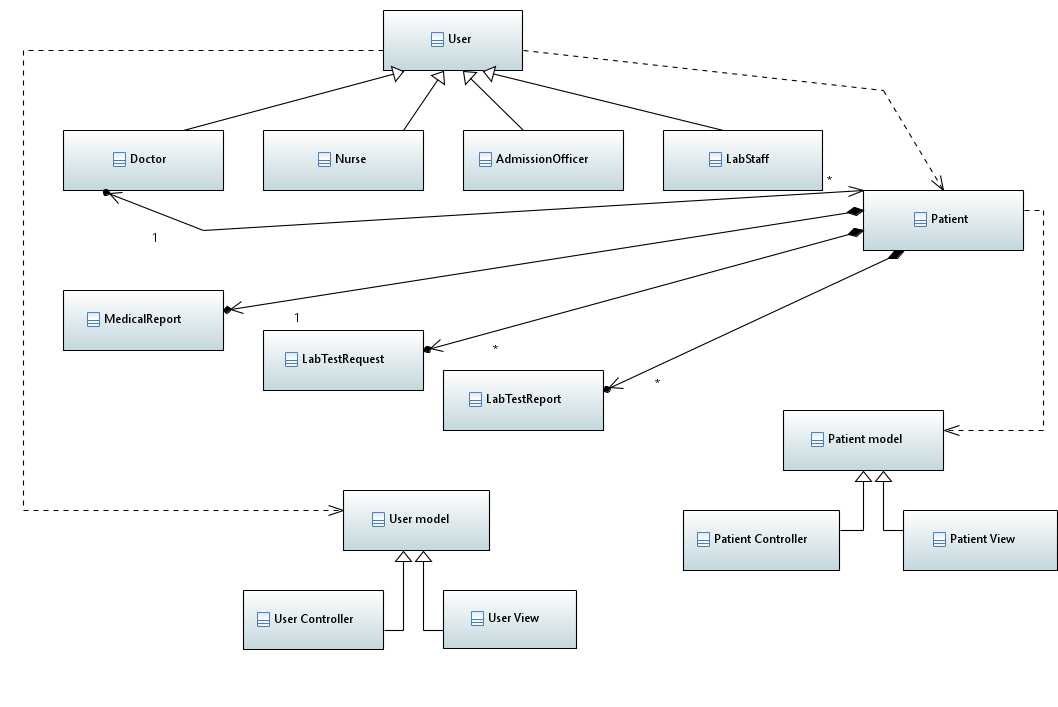 User
Doctor
Nurse
AdmissionOfficer
LabStaff
*
Patient
1
MedicalReport
1
LabTestRequest
*
LabTestReport
*
Patient model
User model
Patient Controller
Patient View
User Controller
User View